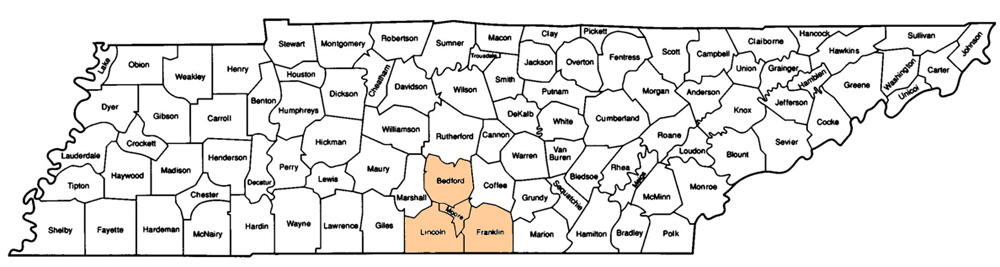 Lake
Obion
Weakley
Henry
Stewart
Montgomery
Robertson
Sumner
Macon
Trousdale
Clay
Pickett
Jackson
Overton
Fentress
Scott
Campbell
Claiborne
Hancock
Hawkins
Sullivan
Johnson
Union
Grainger
Hamblen
Greene
Washington
Carter
Unicoi
Houston
Humphreys
Dickson
Cheatham
Davidson
Wilson
Smith
Putnam
Morgan
Anderson
Knox
Jefferson
Cocke
Dyer
Gibson
Carroll
Benton
Crockett
Hickman
Williamson
Rutherford
Cannon
DeKalb
White
Cumberland
Roane
Loudon
Blount
Sevier
Lauderdale
Tipton
Haywood
Madison
Henderson
Chester
Decatur
Perry
Lewis
Maury
Marshall
Bedford
Coffee
Warren
Van
Buren
Bledsoe
Rhea
Meigs
McMinn
Monroe
Shelby
Fayette
Hardeman
McNairy
Hardin
Wayne
Lawrence
Giles
Lincoln
Moore
Franklin
Grundy
Sequatchie
Marion
Hamilton
Bradley
Polk